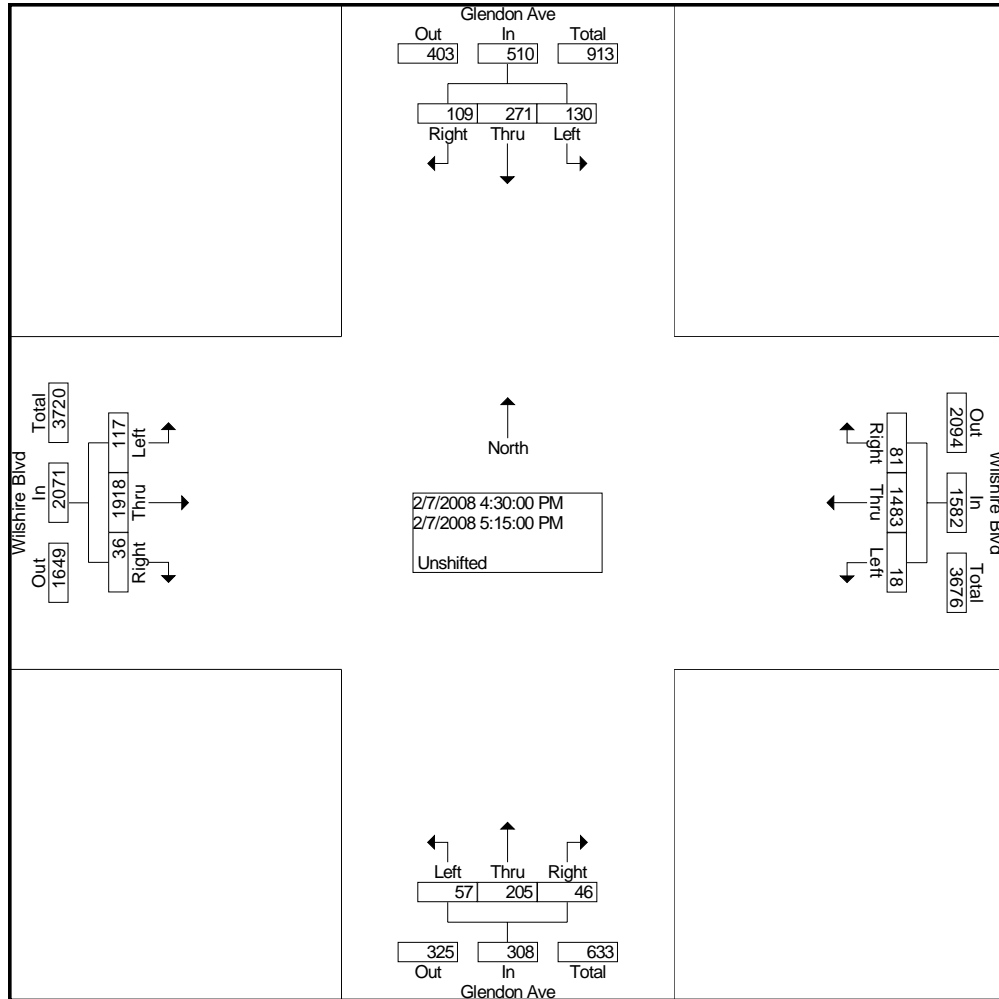 Glendon Ave
Out In Total
403 510 913
109 271 130
Right Thru Left
Wilshire Blvd
Total In Out
3720 2071 1649
117 1918 36
Left Thru Right
North
2/7/2008 4:30:00 PM
2/7/2008 5:15:00 PM
Unshifted
Right Thru Left
81 1483 18
2094 1582 3676
Out In Total
Wilshire Blvd
Left Thru Right
57 205 46
325 308 633
Out In Total
Glendon Ave